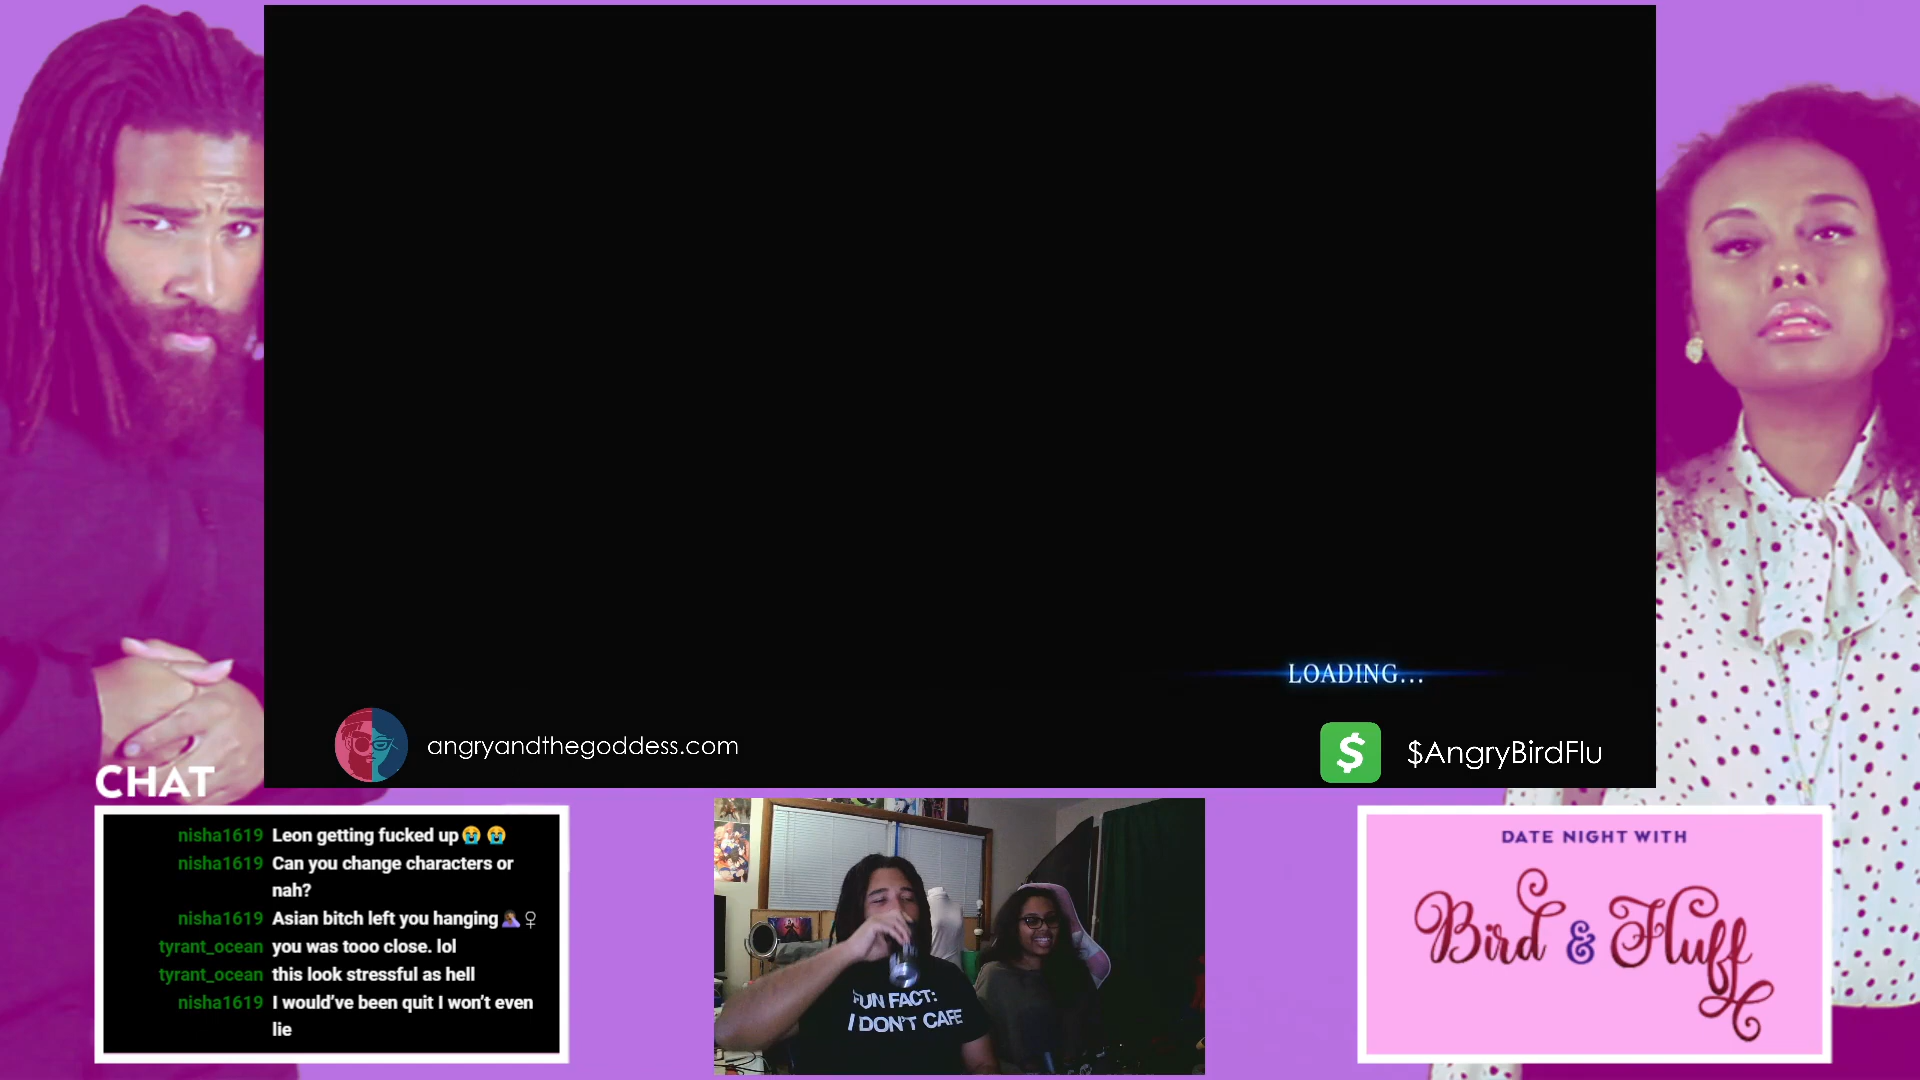 LOADING...
angryandthegoddess.com
$
$AngryBirdFlu
CHAT
nisha1619 Leon getting fucked up😭 😭
nisha1619 Can you change characters or
nah?
nisha1619 Asian bitch left you hanging🤦🏾‍♀
tyrant_ocean you was tooo close. lol
tyrant_ocean this look stressful as hell
nisha1619 I would’ve been quit I won’t even
lie
FUN FACT:
I DON'T CARE
DATE NIGHT WITH
Bird & Fluff